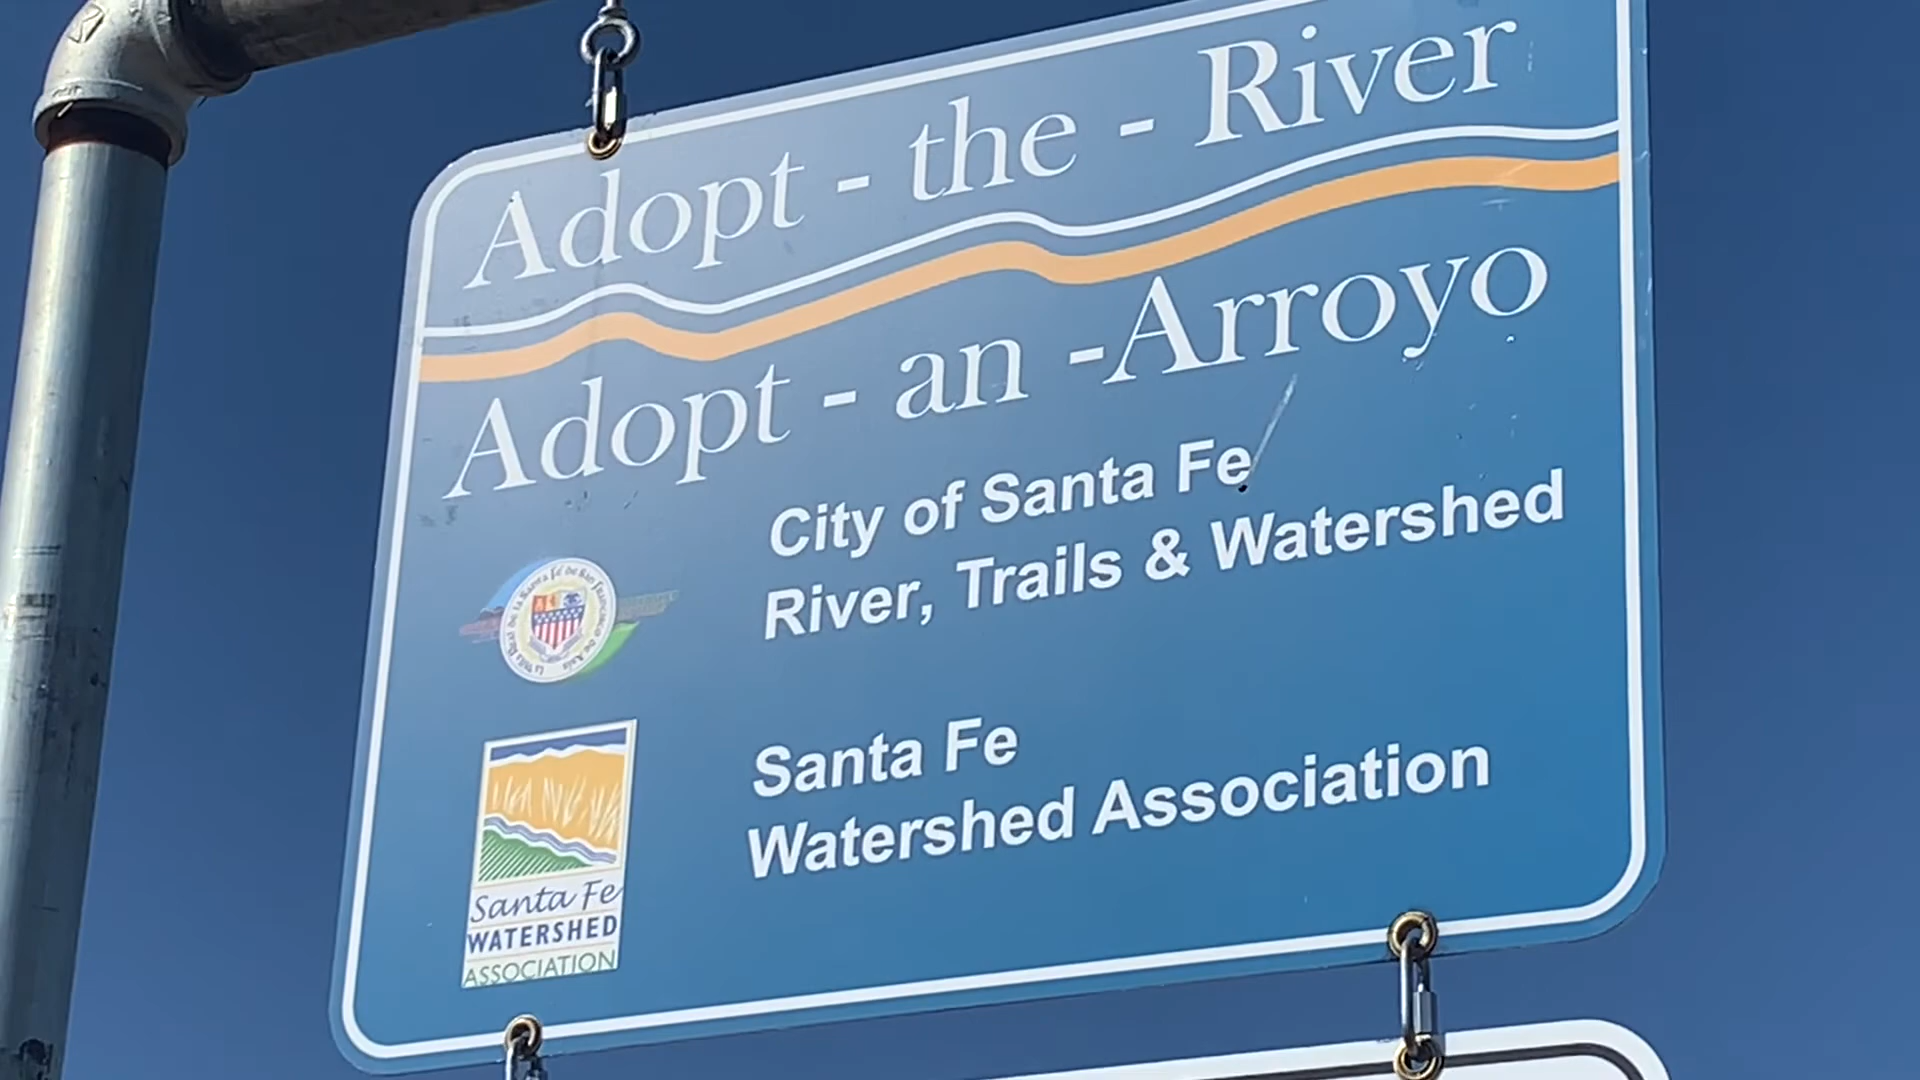 Adopt - the - River
Adopt - an -Arroyo
City of Santa Fe
River, Trails & Watershed
Santa Fe
Watershed Association
Santa Fe
WATERSHED
ASSOCIATION